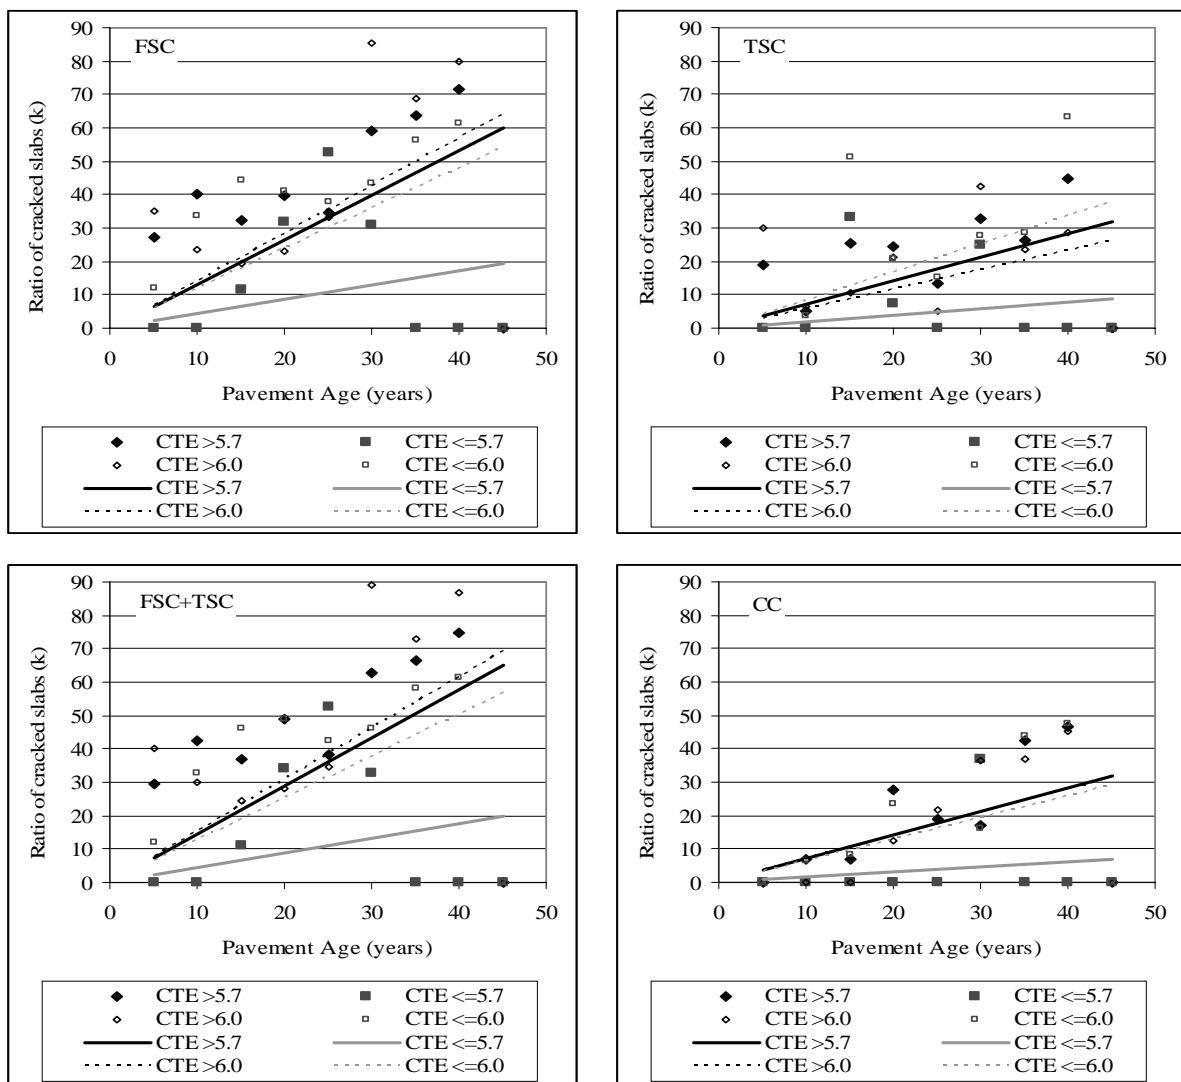 FSC
Ratio of cracked slabs (k)
90
80
70
60
50
40
30
20
10
0
0 10 20 30 40 50
Pavement Age (years)
CTE >5.7 CTE <=5.7
CTE >6.0 CTE <=6.0
CTE >5.7 CTE <=5.7
CTE >6.0 CTE <=6.0
TSC
Ratio of cracked slabs (k)
90
80
70
60
50
40
30
20
10
0
0 10 20 30 40 50
Pavement Age (years)
CTE >5.7 CTE <=5.7
CTE >6.0 CTE <=6.0
CTE >5.7 CTE <=5.7
CTE >6.0 CTE <=6.0
FSC+TSC
Ratio of cracked slabs (k)
90
80
70
60
50
40
30
20
10
0
0 10 20 30 40 50
Pavement Age (years)
CTE >5.7 CTE <=5.7
CTE >6.0 CTE <=6.0
CTE >5.7 CTE <=5.7
CTE >6.0 CTE <=6.0
CC
Ratio of cracked slabs (k)
90
80
70
60
50
40
30
20
10
0
0 10 20 30 40 50
Pavement Age (years)
CTE >5.7 CTE <=5.7
CTE >6.0 CTE <=6.0
CTE >5.7 CTE <=5.7
CTE >6.0 CTE <=6.0